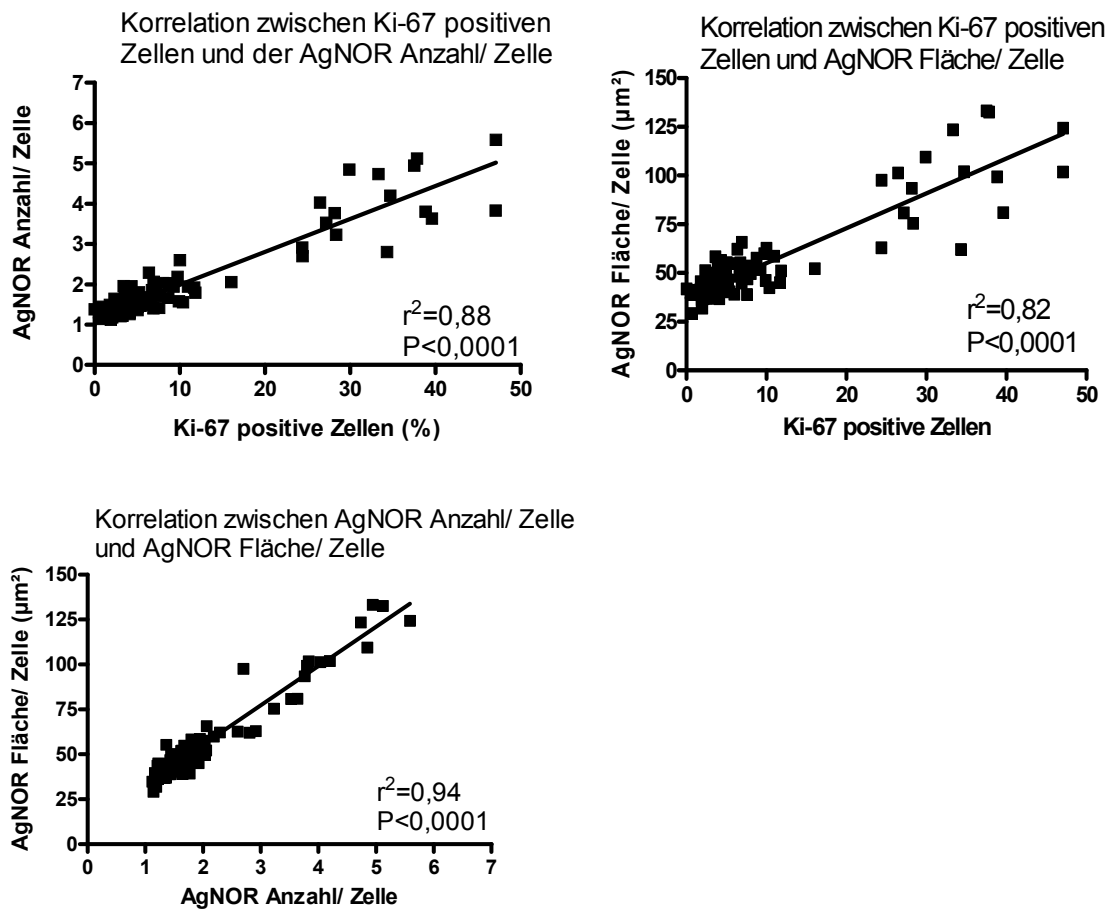 Korrelation zwischen Ki-67 positiven
Zellen und der AgNOR Anzahl/ Zelle
7
6
5
4
3
2
1
0
AgNOR Anzahl/ Zelle
r²=0,88
P<0,0001
0 10 20 30 40 50
Ki-67 positive Zellen (%)
Korrelation zwischen Ki-67 positiven
Zellen und AgNOR Fläche/ Zelle
150
125
100
75
50
25
0
AgNOR Fläche/ Zelle (µm²)
r²=0,82
P<0,0001
0 10 20 30 40 50
Ki-67 positive Zellen
Korrelation zwischen AgNOR Anzahl/ Zelle
und AgNOR Fläche/ Zelle
150
125
100
75
50
25
0
AgNOR Fläche/ Zelle (µm²)
r²=0,94
P<0,0001
0 1 2 3 4 5 6 7
AgNOR Anzahl/ Zelle